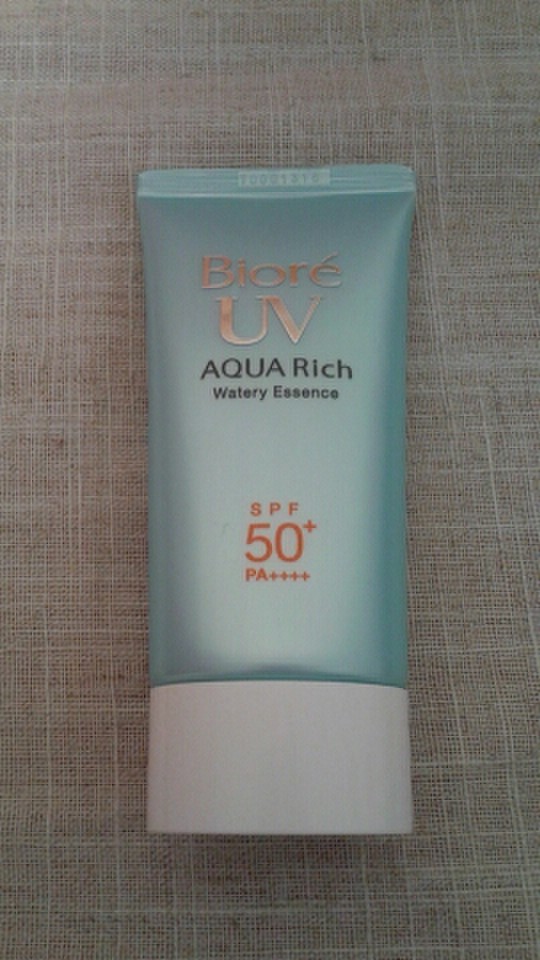 Bioré
UV
AQUA Rich
Watery Essence
SPF
50+
PA++++